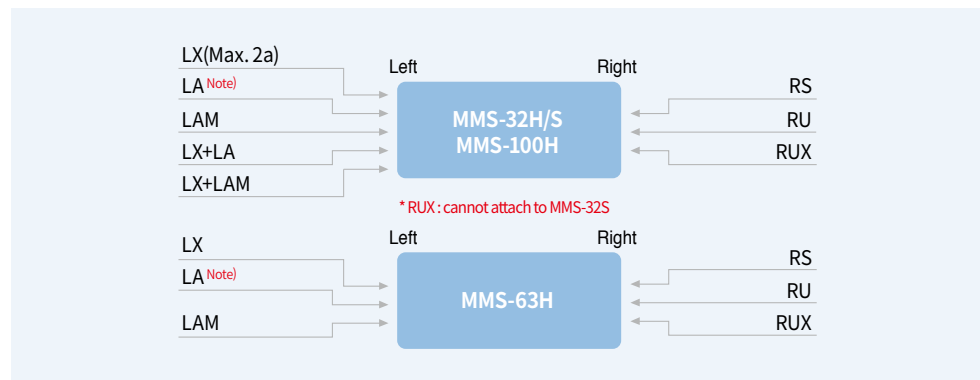 LX(Max. 2a)
LA Note)
LAM
LX+LA
LX+LAM
Left
Right
MMS-32H/S
MMS-100H
RS
RU
RUX
* RUX : cannot attach to MMS-32S
LX
LA Note)
LAM
Left
Right
MMS-63H
RS
RU
RUX